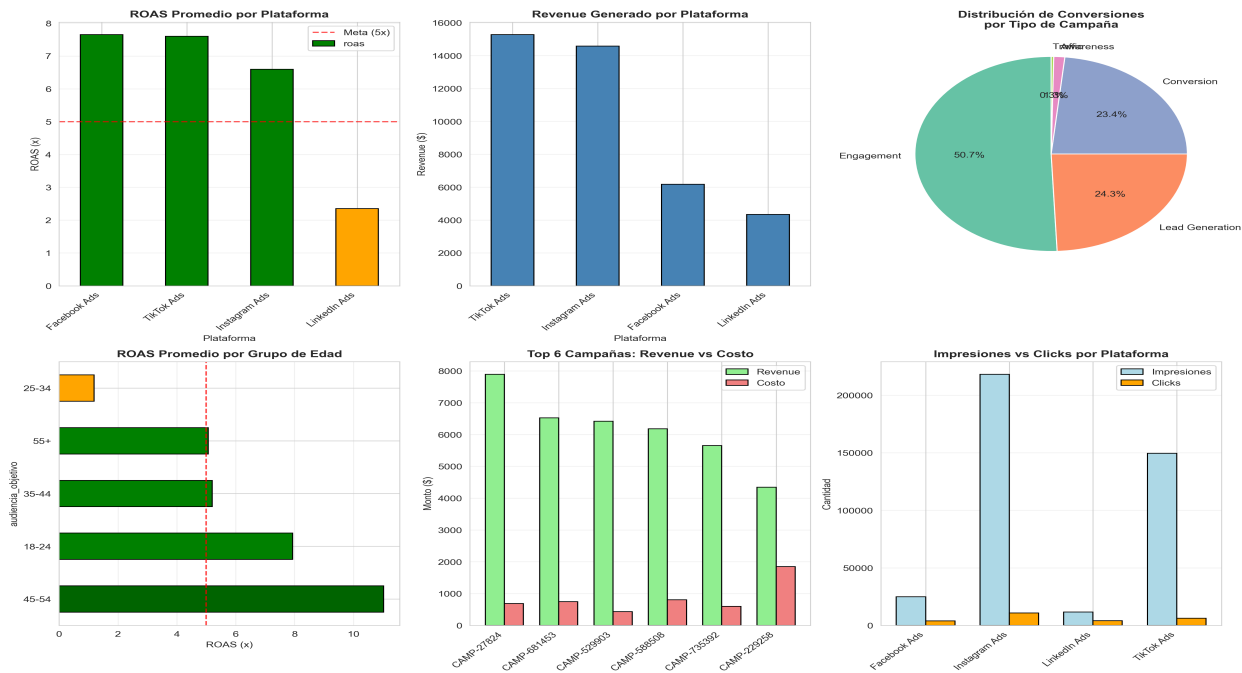 ROAS Promedio por Plataforma
Meta (5x)
roas
ROAS (x)
8
7
6
5
4
3
2
1
0
Facebook Ads
TikTok Ads
Instagram Ads
LinkedIn Ads
Plataforma
Revenue Generado por Plataforma
Revenue ($)
16000
14000
12000
10000
8000
6000
4000
2000
0
TikTok Ads
Instagram Ads
Facebook Ads
LinkedIn Ads
Plataforma
Distribución de Conversiones
por Tipo de Campaña
Conversion
23.4%
Engagement
50.7%
24.3%
Lead Generation
ROAS Promedio por Grupo de Edad
audiencia_objetivo
25-34
55+
35-44
18-24
45-54
0
2
4
6
8
10
ROAS (x)
Top 6 Campañas: Revenue vs Costo
Revenue
Costo
Monto ($)
8000
7000
6000
5000
4000
3000
2000
1000
0
CAMP-27824
CAMP-681453
CAMP-529903
CAMP-588508
CAMP-735392
CAMP-229258
Impresiones vs Clicks por Plataforma
Impresiones
Clicks
Cantidad
200000
150000
100000
50000
0
Facebook Ads
Instagram Ads
LinkedIn Ads
TikTok Ads